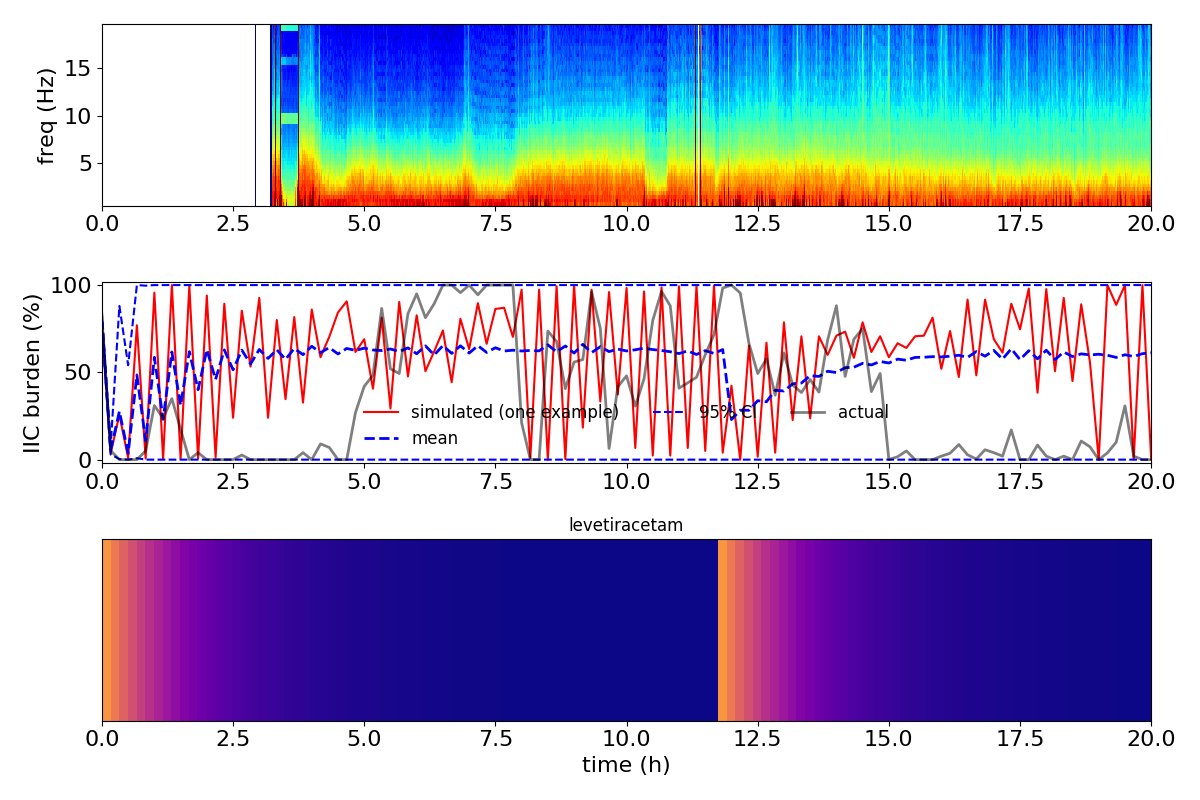 freq (Hz)
15
10
5
0.0 2.5 5.0 7.5 10.0 12.5 15.0 17.5 20.0
IIC burden (%)
100
50
0
simulated (one example) 95% CI actual
mean
0.0 2.5 5.0 7.5 10.0 12.5 15.0 17.5 20.0
levetiracetam
0.0 2.5 5.0 7.5 10.0 12.5 15.0 17.5 20.0
time (h)